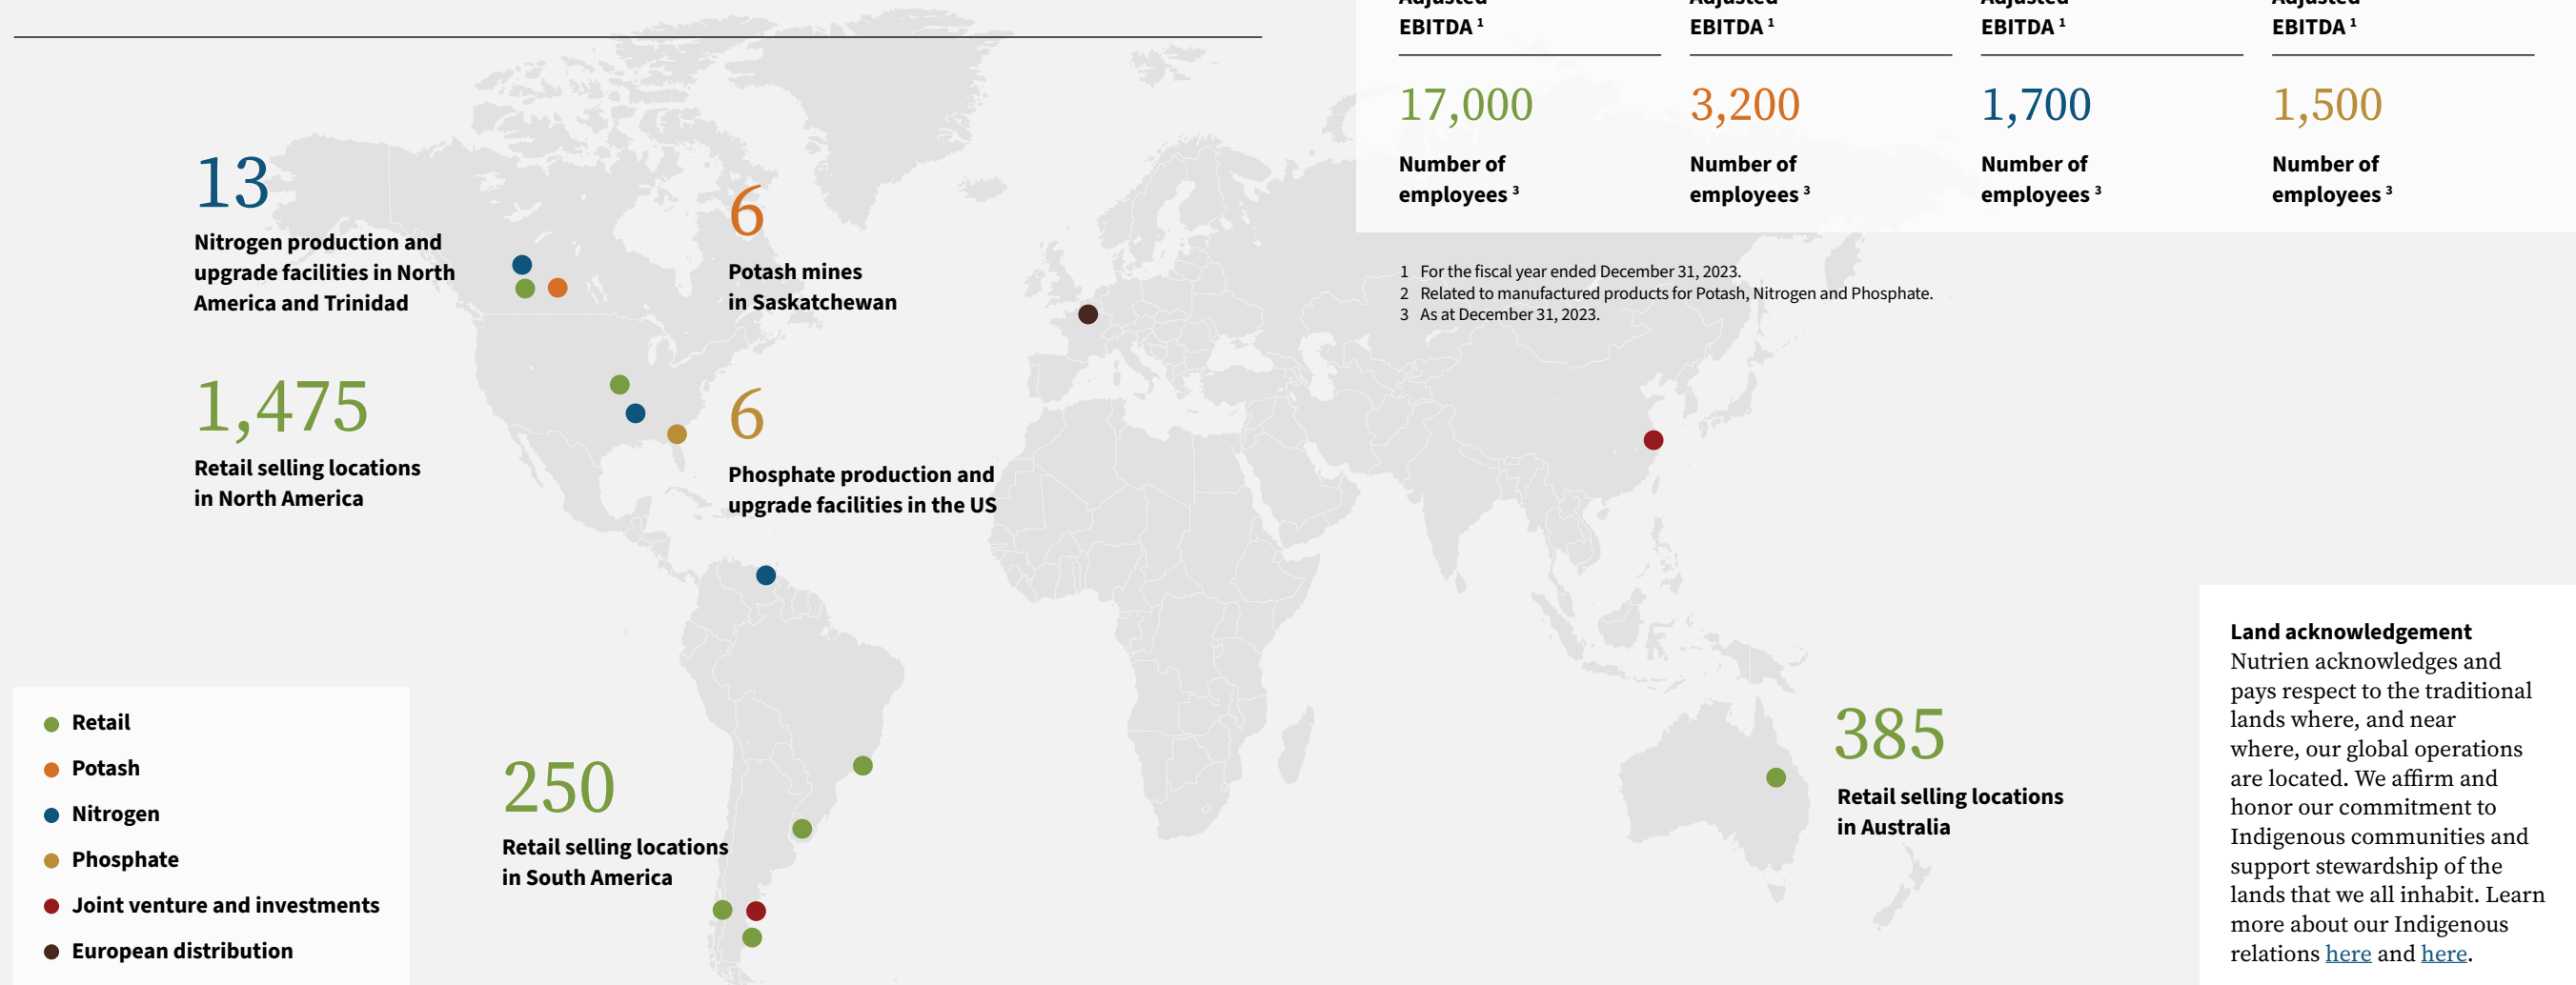 Adjusted
EBITDA 1
Adjusted
EBITDA 1
Adjusted
EBITDA 1
Adjusted
EBITDA 1
17,000
Number of
employees 3
3,200
Number of
employees 3
1,700
Number of
employees 3
1,500
Number of
employees 3
1 For the fiscal year ended December 31, 2023.
2 Related to manufactured products for Potash, Nitrogen and Phosphate.
3 As at December 31, 2023.
13
Nitrogen production and
upgrade facilities in North
America and Trinidad
6
Potash mines
in Saskatchewan
1,475
Retail selling locations
in North America
6
Phosphate production and
upgrade facilities in the US
250
Retail selling locations
in South America
385
Retail selling locations
in Australia
Retail
Potash
Nitrogen
Phosphate
Joint venture and investments
European distribution
Land acknowledgement
Nutrien acknowledges and
pays respect to the traditional
lands where, and near
where, our global operations
are located. We affirm and
honor our commitment to
Indigenous communities and
support stewardship of the
lands that we all inhabit. Learn
more about our Indigenous
relations here and here.